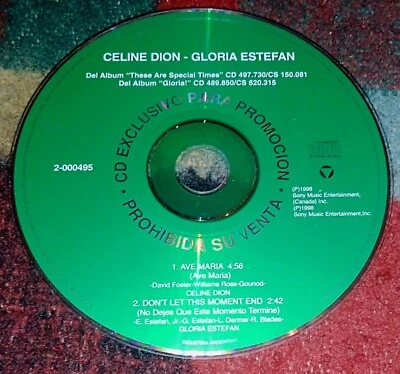 CELINE DION - GLORIA ESTEFAN
Del Album "These Are Special Times" CD 497.730/CS 150.081
Del Album "Gloria! CD 489.850/CS 620.315
• CD EXCLUSIVO PARA PROMOCION •
PROHIBIDA SU VENTA
2-000495
(P)1998
Sony Music Entertainment,
(Canada) Inc.
(P)1998
Sony Music Entertainment,Inc.
1. AVE MARIA 4:56
(Ave Maria)
-David Foster-Williams Ross-Gounod-
CELINE DION
2. DON'T LET THIS MOMENT END 2:42
(No Dejes Que Este Momento Termine)
-E. Estefan, Jr.-G. Estefan-L. Dermer-R. Blades-
GLORIA ESTEFAN
INDUSTRIA ARGENTINA